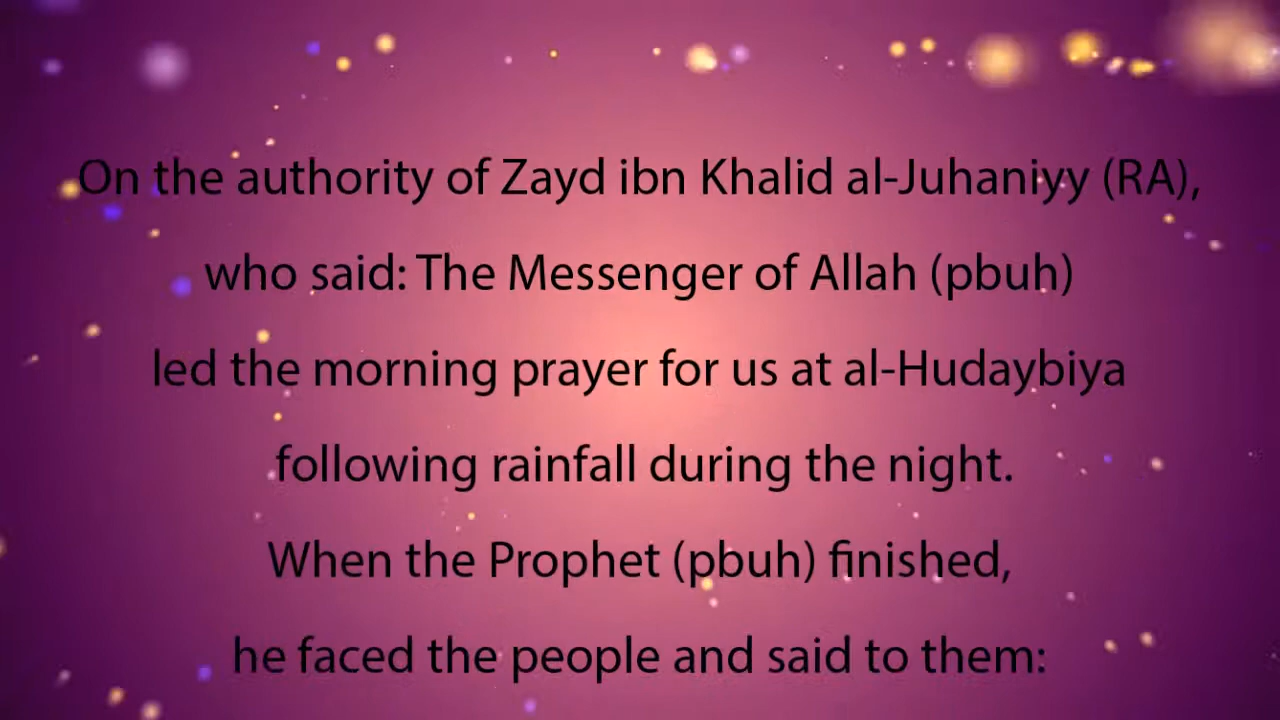 On the authority of Zayd ibn Khalid al-Juhaniyy (RA),
who said: The Messenger of Allah (pbuh)
led the morning prayer for us at al-Hudaybiya
following rainfall during the night.
When the Prophet (pbuh) finished,
he faced the people and said to them: